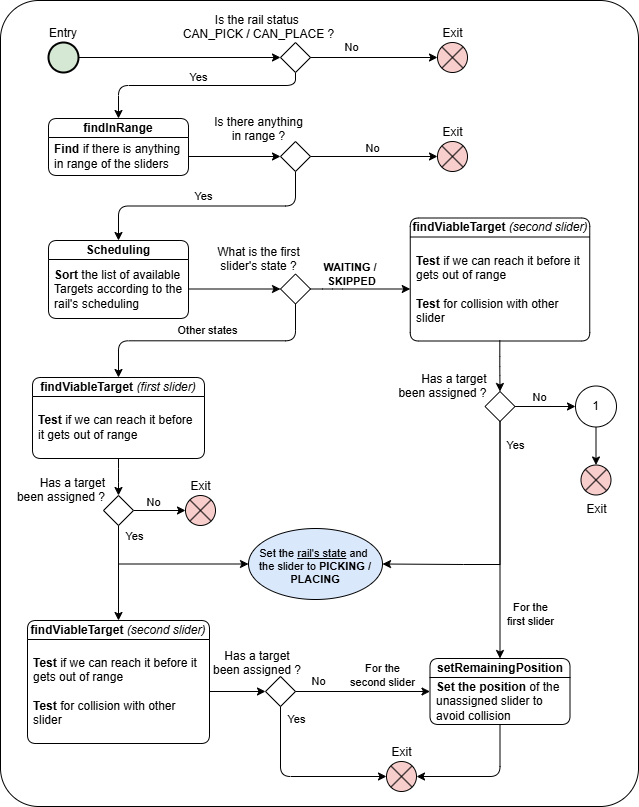 Is the rail status
CAN_PICK / CAN_PLACE ?
Entry
No
Exit
Yes
findInRange
Find if there is anything
in range of the sliders
Is there anything
in range ?
No
Exit
Yes
Scheduling
Sort the list of available
Targets according to the
rail's scheduling
What is the first
slider's state ?
WAITING /
SKIPPED
findViableTarget (second slider)
Test if we can reach it before it
gets out of range
Test for collision with other
slider
Other states
findViableTarget (first slider)
Test if we can reach it before
it gets out of range
Has a target
been assigned ?
No
1
Yes
Exit
Has a target
been assigned ?
No
Exit
Yes
Set the rail's state and
the slider to PICKING /
PLACING
For the
first slider
findViableTarget (second slider)
Test if we can reach it before it
gets out of range
Test for collision with other
slider
Has a target
been assigned ?
No
For the
second slider
Yes
setRemainingPosition
Set the position of the
unassigned slider to
avoid collision
Exit